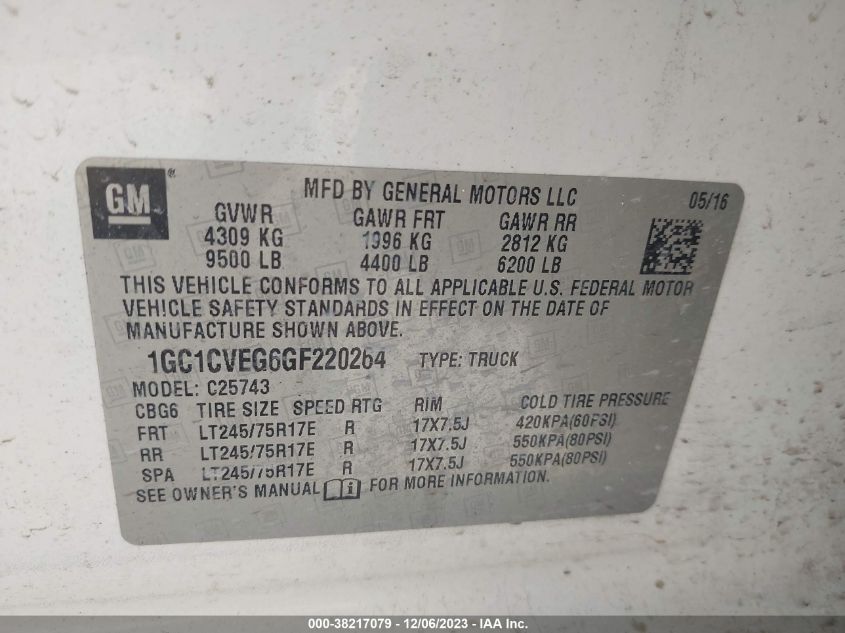 GM
®
MFD BY GENERAL MOTORS LLC
05/16
GVWR GAWR FRT GAWR RR
4309 KG 1996 KG 2812 KG
9500 LB 4400 LB 6200 LB
THIS VEHICLE CONFORMS TO ALL APPLICABLE U.S. FEDERAL MOTOR
VEHICLE SAFETY STANDARDS IN EFFECT ON THE DATE OF
MANUFACTURE SHOWN ABOVE.
1GC1CVEG6GF220264 TYPE: TRUCK
MODEL: C25743
CBG6 TIRE SIZE SPEED RTG RIM COLD TIRE PRESSURE
FRT LT245/75R17E R 17X7.5J 420KPA(60PSI)
RR LT245/75R17E R 17X7.5J 550KPA(80PSI)
SPA LT245/75R17E R 17X7.5J 550KPA(80PSI)
SEE OWNER'S MANUAL FOR MORE INFORMATION.
000-38217079 - 12/06/2023 - IAA Inc.